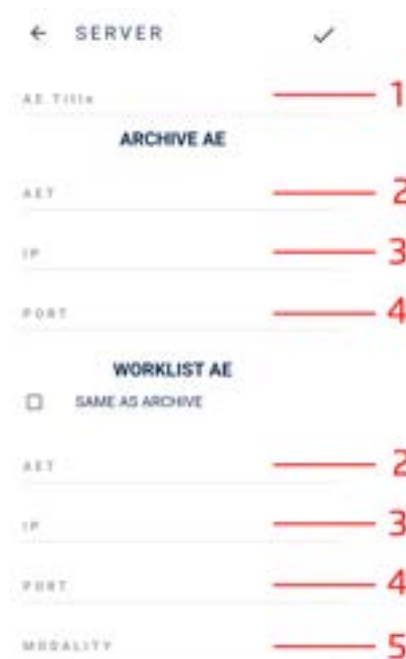 ← SERVER ✓
AE Title 1
ARCHIVE AE
AET 2
IP 3
PORT 4
WORKLIST AE
☐ SAME AS ARCHIVE
AET 2
IP 3
PORT 4
MODALITY 5